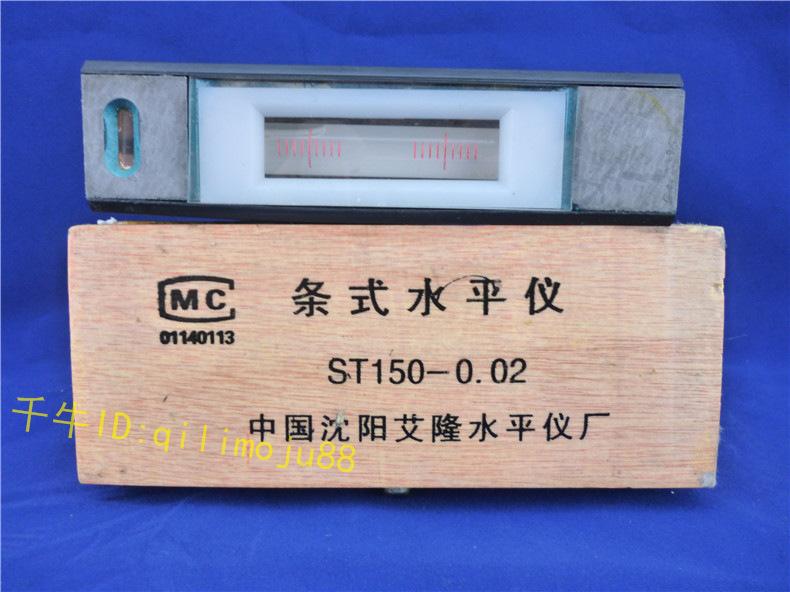 MC
01140113
条式水平仪
ST150-0.02
中国沈阳艾隆水平仪厂
千牛ID:qilimoju88